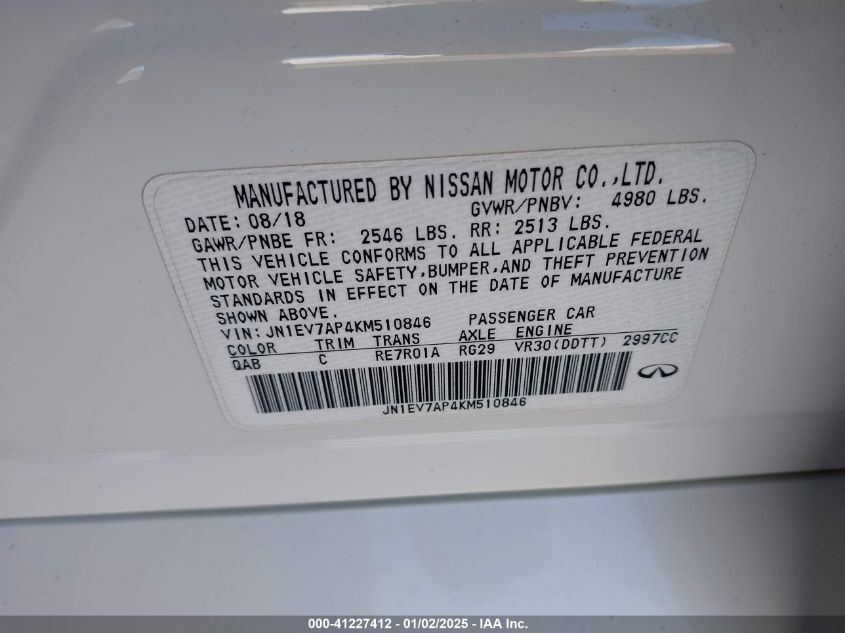 MANUFACTURED BY NISSAN MOTOR CO.,LTD.
DATE: 08/18 GVWR/PNBV: 4980 LBS.
GAWR/PNBE FR: 2546 LBS. RR: 2513 LBS.
THIS VEHICLE CONFORMS TO ALL APPLICABLE FEDERAL
MOTOR VEHICLE SAFETY,BUMPER,AND THEFT PREVENTION
STANDARDS IN EFFECT ON THE DATE OF MANUFACTURE
SHOWN ABOVE.
VIN:JN1EV7AP4KM510846 PASSENGER CAR
COLOR TRIM TRANS AXLE ENGINE
QAB C RE7R01A RG29 VR30(DDTT) 2997CC
JN1EV7AP4KM510846
000-41227412 — 01/02/2025 — IAA Inc.